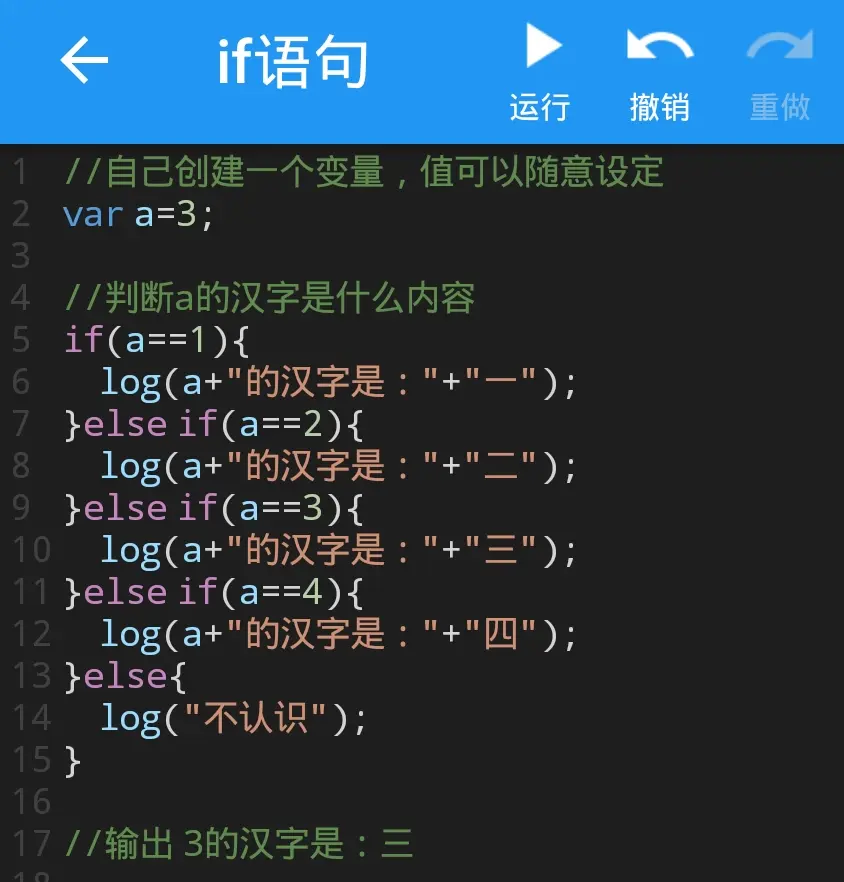 if语句
运行
撤销
重做
1 //自己创建一个变量，值可以随意设定
2 var a=3;
3
4 //判断a的汉字是什么内容
5 if(a==1){
6   log(a+"的汉字是："+"一");
7 }else if(a==2){
8   log(a+"的汉字是："+"二");
9 }else if(a==3){
10   log(a+"的汉字是："+"三");
11 }else if(a==4){
12   log(a+"的汉字是："+"四");
13 }else{
14   log("不认识");
15 }
16
17 //输出 3的汉字是：三
18